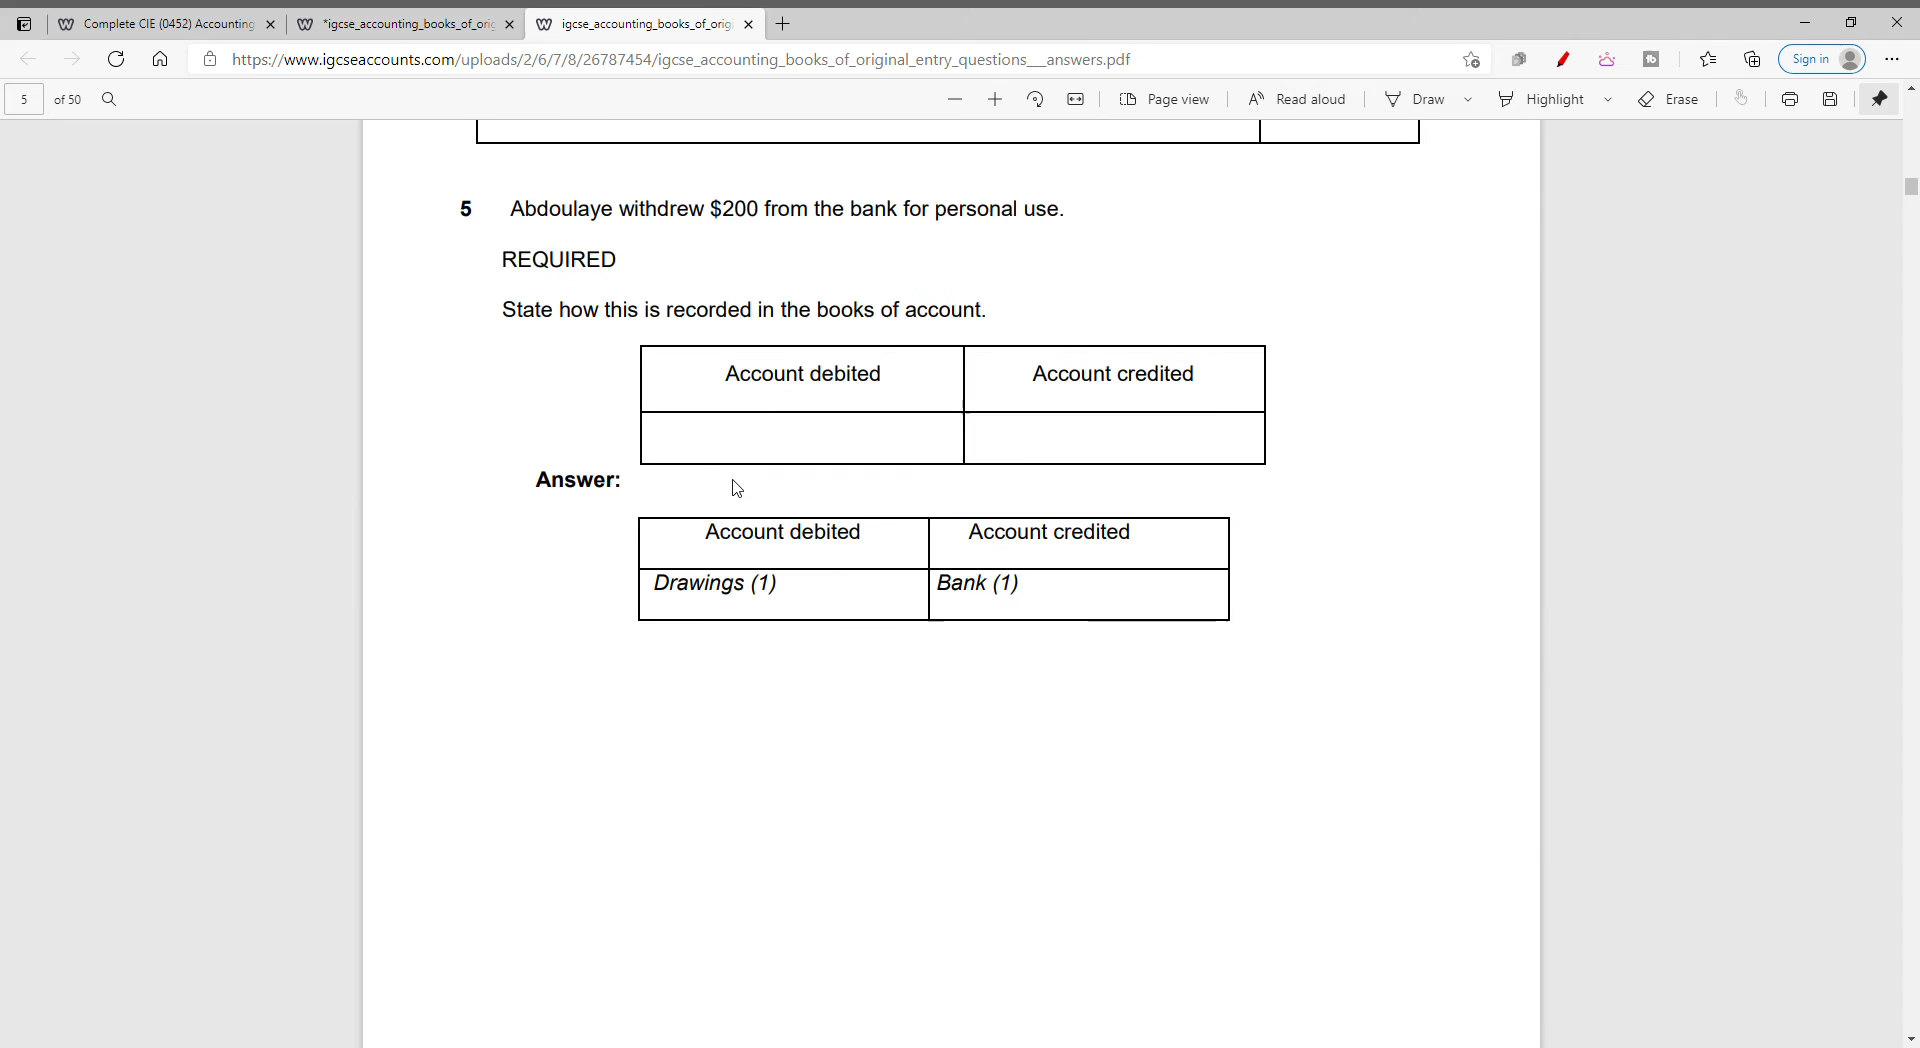 Complete CIE (0452) Accounting
*igcse_accounting_books_of_orig
igcse_accounting_books_of_orig
https://www.igcseaccounts.com/uploads/2/6/7/8/26787454/igcse_accounting_books_of_original_entry_questions__answers.pdf
Sign in
5 of 50
Page view
Read aloud
Draw
Highlight
Erase
5 Abdoulaye withdrew $200 from the bank for personal use.
REQUIRED
State how this is recorded in the books of account.
Account debited Account credited
Answer:
Account debited Account credited
Drawings (1) Bank (1)